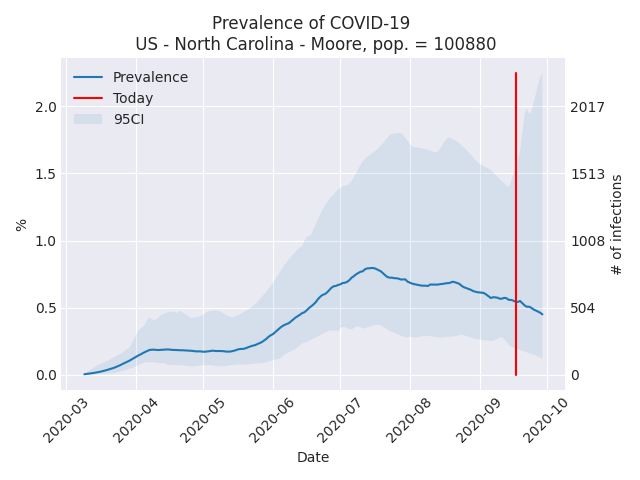 Prevalence of COVID-19
US - North Carolina - Moore, pop. = 100880
Prevalence
Today
95CI
2.0
1.5
1.0
0.5
0.0
%
2017
1513
1008
504
0
# of infections
2020-03
2020-04
2020-05
2020-06
2020-07
2020-08
2020-09
2020-10
Date